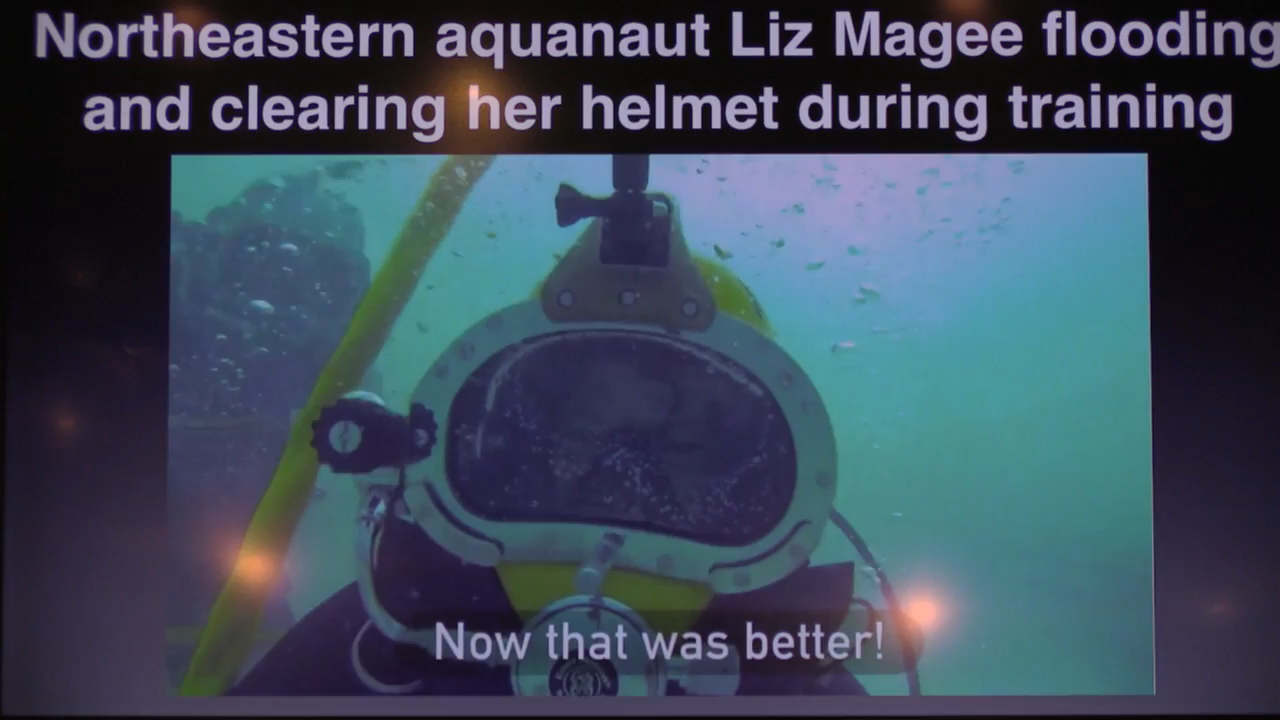 Northeastern aquanaut Liz Magee flooding
and clearing her helmet during training
Now that was better!